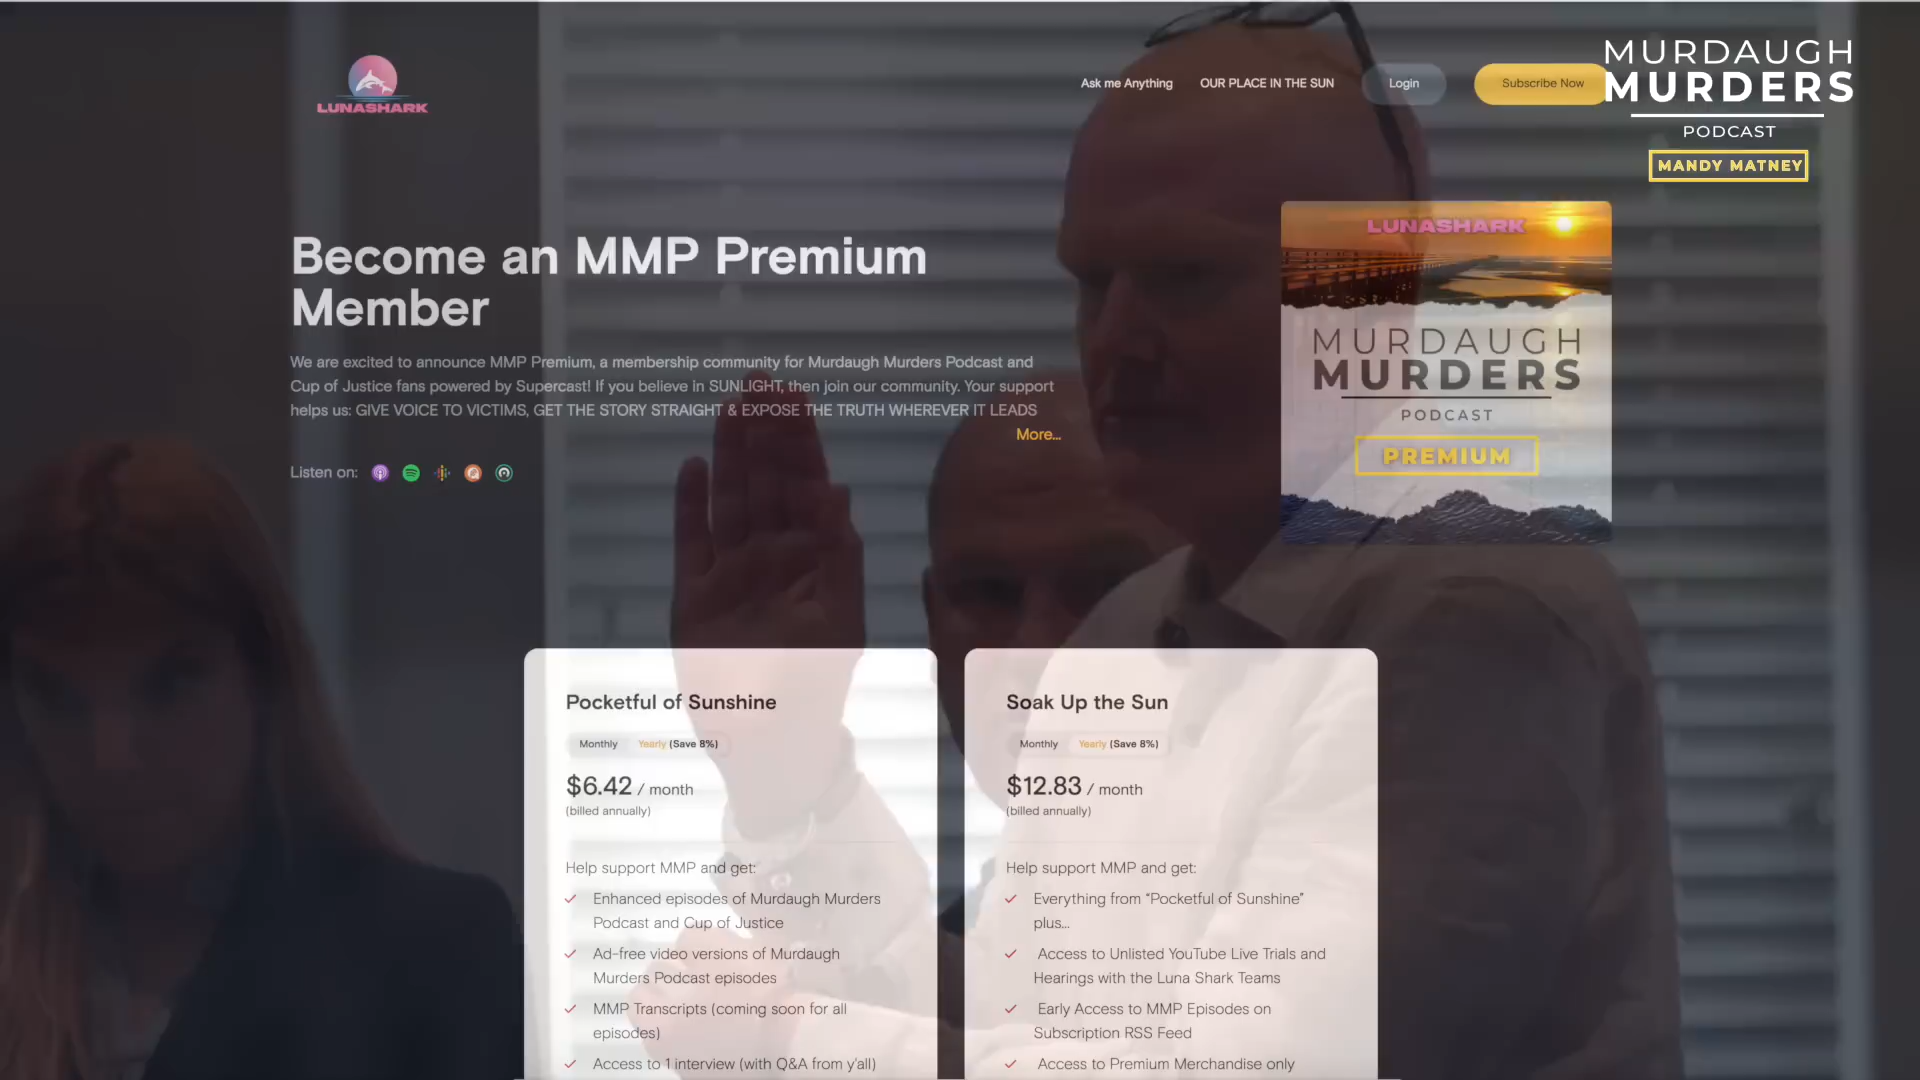 LUNASHARK
Ask me Anything
OUR PLACE IN THE SUN
Login
Subscribe Now
MURDAUGH
MURDERS
PODCAST
MANDY MATNEY
Become an MMP Premium
Member
We are excited to announce MMP Premium, a membership community for Murdaugh Murders Podcast and
Cup of Justice fans powered by Supercast! If you believe in SUNLIGHT, then join our community. Your support
helps us: GIVE VOICE TO VICTIMS, GET THE STORY STRAIGHT & EXPOSE THE TRUTH WHEREVER IT LEADS
More...
Listen on:
LUNASHARK
MURDAUGH
MURDERS
PODCAST
PREMIUM
Pocketful of Sunshine
Monthly Yearly (Save 8%)
$6.42 / month
(billed annually)
Help support MMP and get:
Enhanced episodes of Murdaugh Murders
Podcast and Cup of Justice
Ad-free video versions of Murdaugh
Murders Podcast episodes
MMP Transcripts (coming soon for all
episodes)
Access to 1 interview (with Q&A from y'all)
Soak Up the Sun
Monthly Yearly (Save 8%)
$12.83 / month
(billed annually)
Help support MMP and get:
Everything from “Pocketful of Sunshine”
plus...
Access to Unlisted YouTube Live Trials and
Hearings with the Luna Shark Teams
Early Access to MMP Episodes on
Subscription RSS Feed
Access to Premium Merchandise only